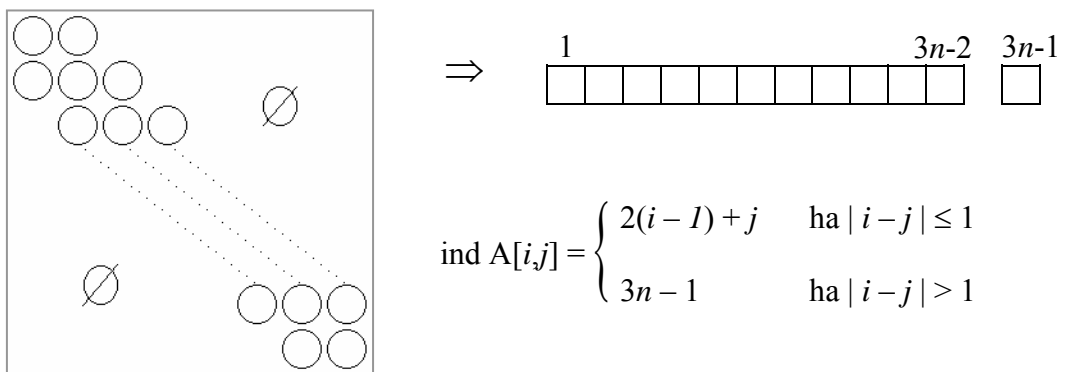 1 3n-2 3n-1
⇒
ind A[i,j] = { 2(i – 1) + j ha | i – j | ≤ 1
3n – 1 ha | i – j | > 1
Ø
Ø